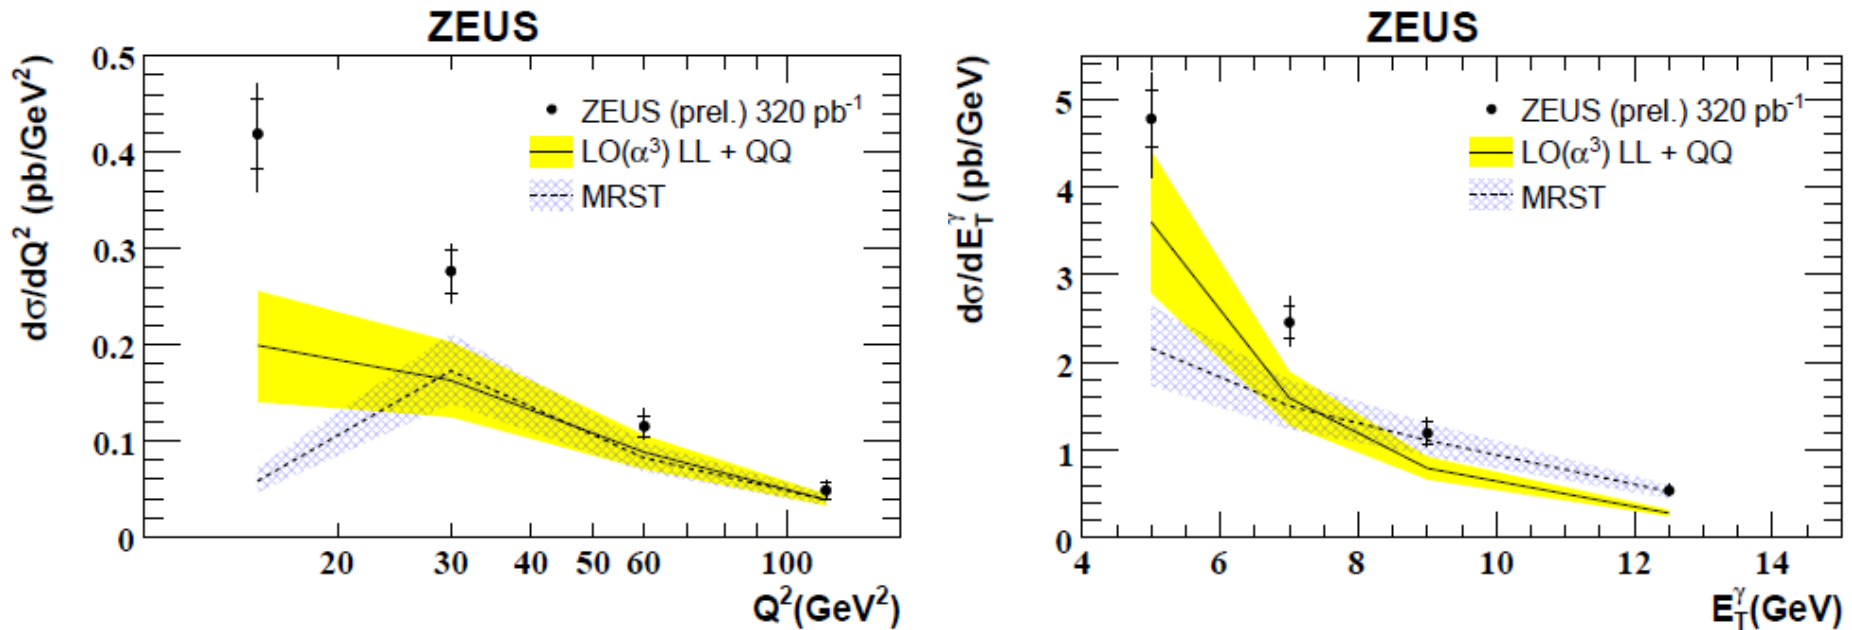 ZEUS
dσ/dQ² (pb/GeV²)
0.5
0.4
0.3
0.2
0.1
0
ZEUS (prel.) 320 pb⁻¹
LO(α³) LL + QQ
MRST
20 30 40 50 60 100
Q²(GeV²)
ZEUS
dσ/dE_T^γ (pb/GeV)
5
4
3
2
1
0
ZEUS (prel.) 320 pb⁻¹
LO(α³) LL + QQ
MRST
4 6 8 10 12 14
E_T^γ(GeV)